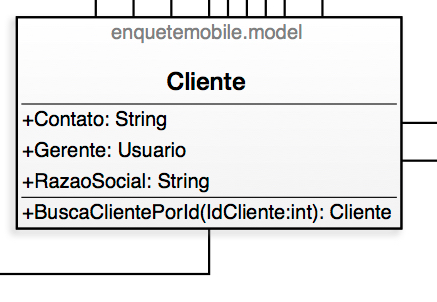 enquetemobile.model
Cliente
+Contato: String
+Gerente: Usuario
+RazaoSocial: String
+BuscaClientePorId(IdCliente:int): Cliente